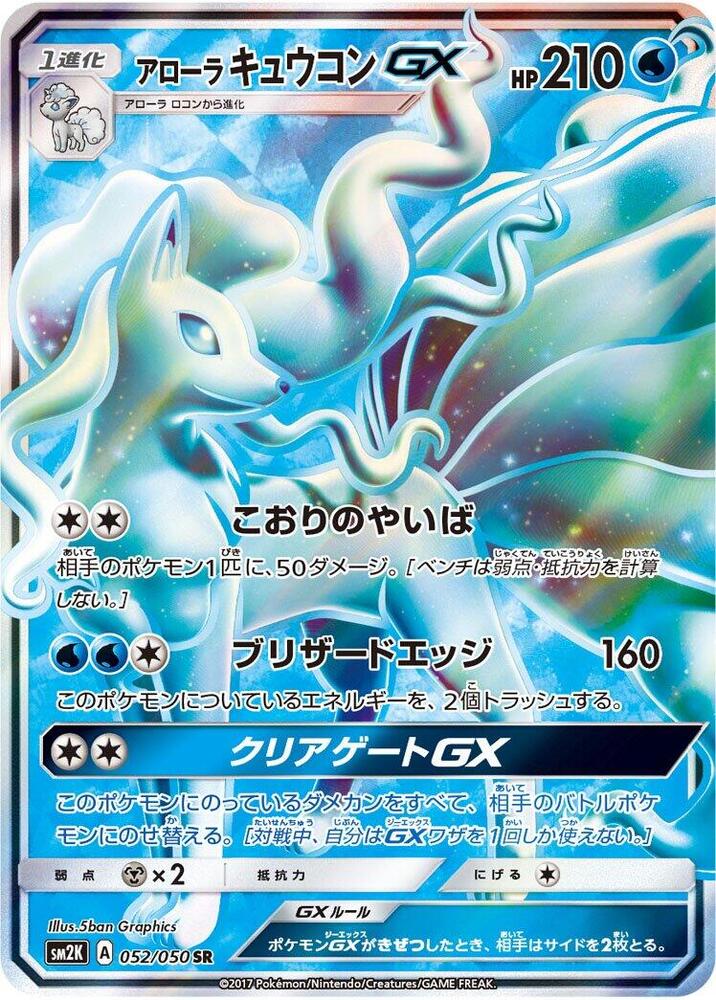 1進化
アローラ キュウコン GX HP 210
アローラ ロコンから進化
こおりのやいば
相手のポケモン1匹に、50ダメージ。［ベンチは弱点・抵抗力を計算
しない。］
ブリザードエッジ 160
このポケモンについているエネルギーを、2個トラッシュする。
クリアゲートGX
このポケモンにのっているダメカンをすべて、相手のバトルポケ
モンにのせ替える。［対戦中、自分はGXワザを1回しか使えない。］
弱点 ×2 抵抗力 にげる
GXルール
ポケモンGXがきぜつしたとき、相手はサイドを2枚とる。
Illus.5ban Graphics
SM2K A 052/050 SR
©2017 Pokémon/Nintendo/Creatures/GAME FREAK.